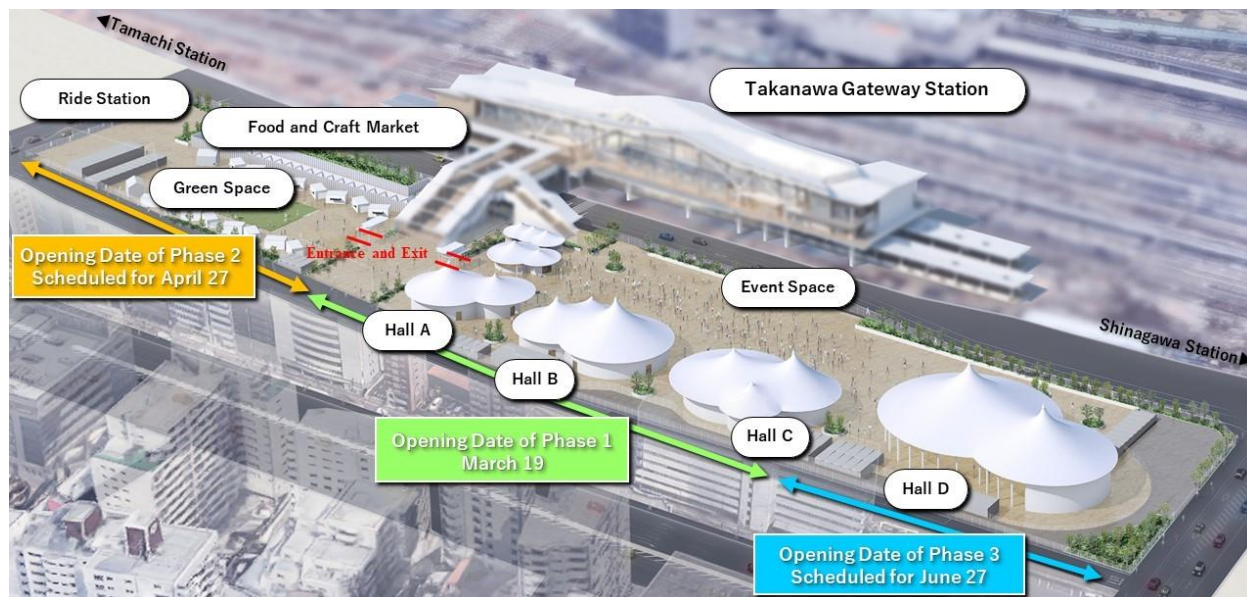 Tamachi Station
Ride Station
Takanawa Gateway Station
Food and Craft Market
Green Space
Entrance and Exit
Opening Date of Phase 2
Scheduled for April 27
Event Space
Shinagawa Station
Hall A
Hall B
Opening Date of Phase 1
March 19
Hall C
Hall D
Opening Date of Phase 3
Scheduled for June 27